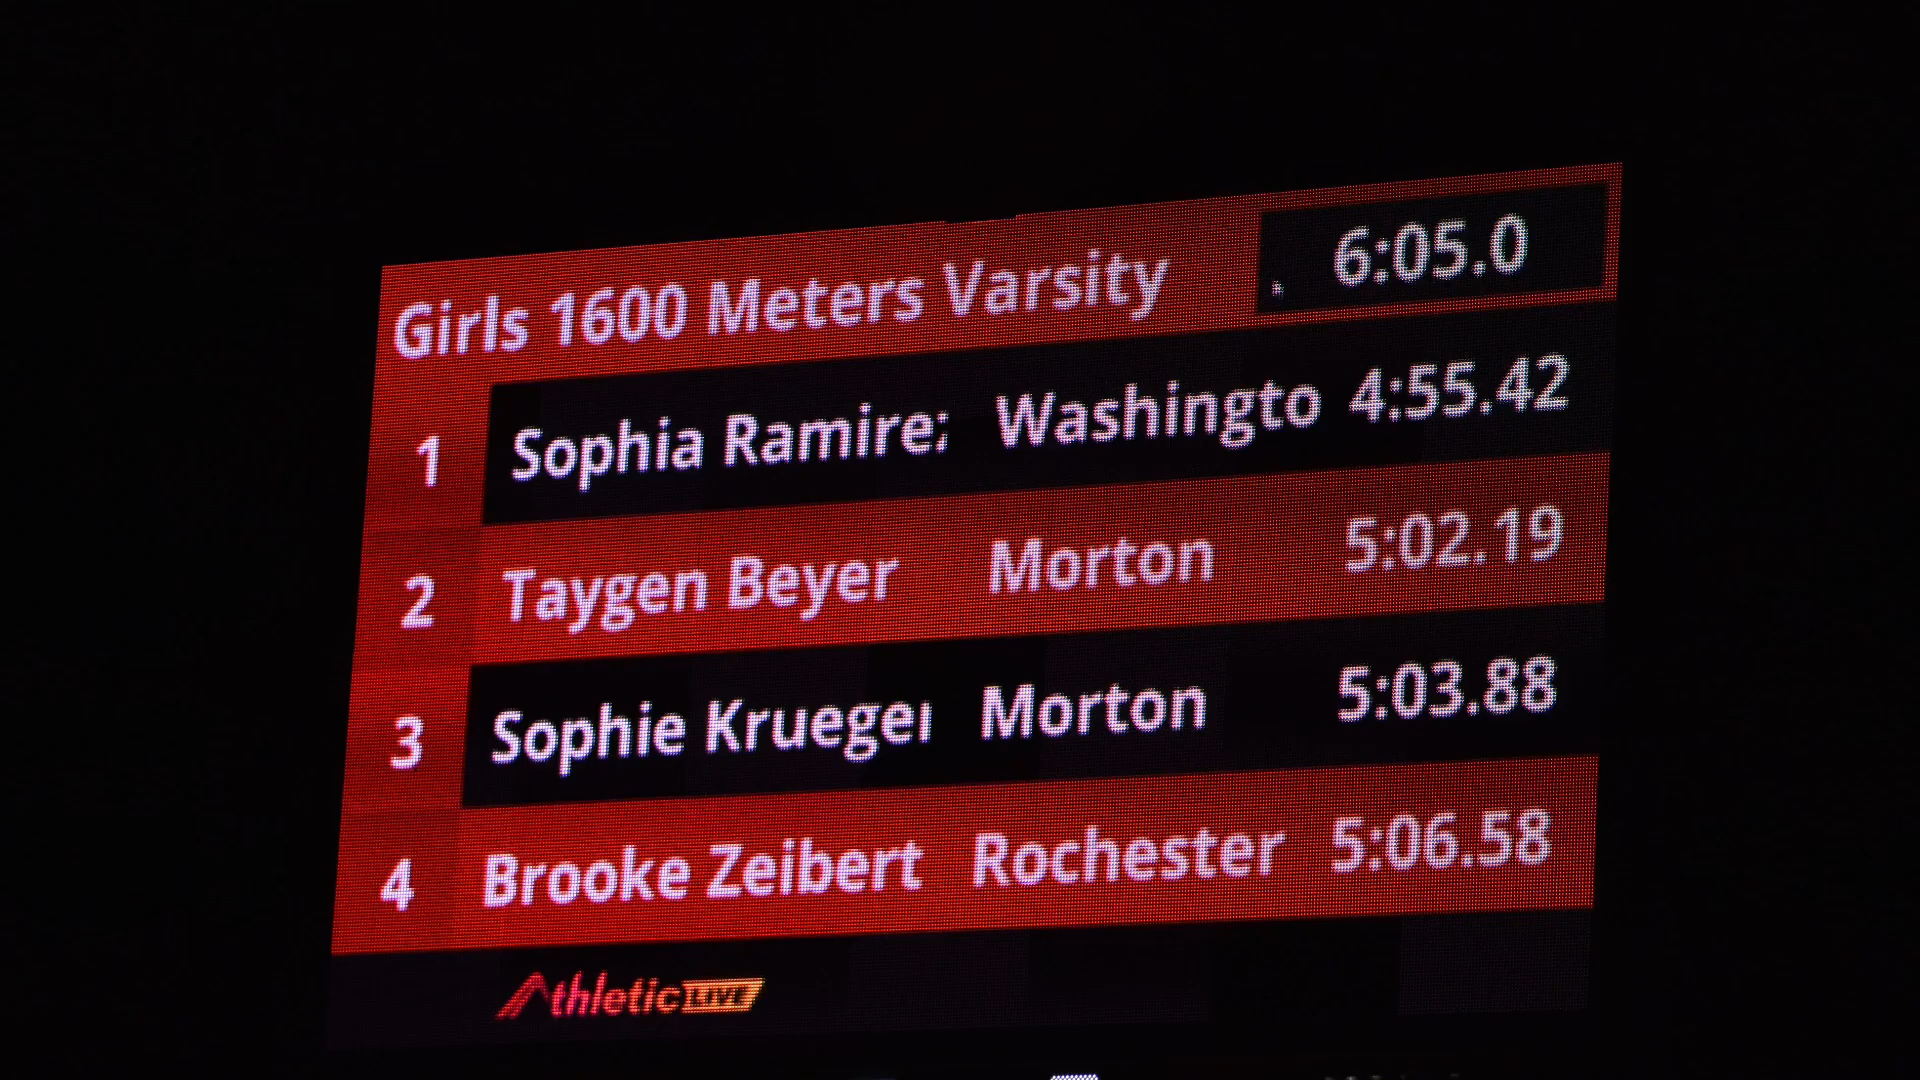 Girls 1600 Meters Varsity 6:05.0
1 Sophia Ramire Washingto 4:55.42
2 Taygen Beyer Morton 5:02.19
3 Sophie Krueger Morton 5:03.88
4 Brooke Zeibert Rochester 5:06.58
AthleticLIVE